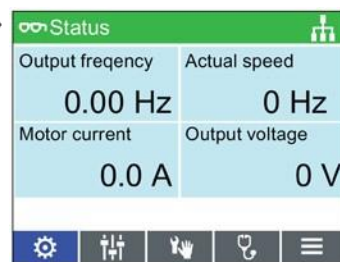 Status
Output freqency
Actual speed
0.00 Hz
0 Hz
Motor current
Output voltage
0.0 A
0 V